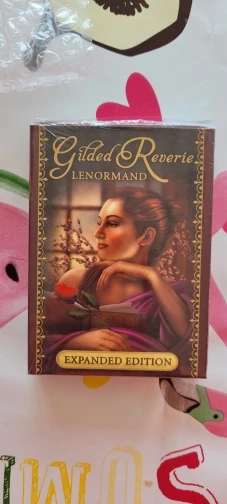 Gilded Reverie
LENORMAND
EXPANDED EDITION